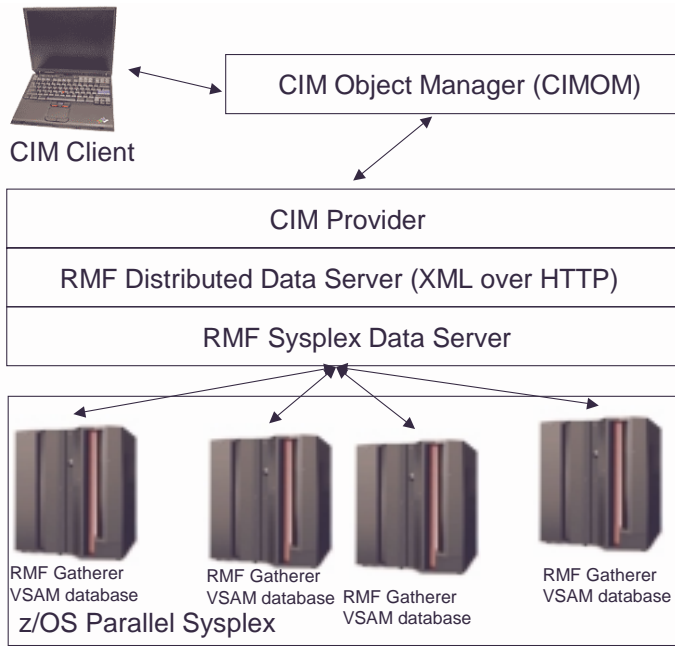 CIM Object Manager (CIMOM)
CIM Client
CIM Provider
RMF Distributed Data Server (XML over HTTP)
RMF Sysplex Data Server
RMF Gatherer
VSAM database
RMF Gatherer
VSAM database
RMF Gatherer
VSAM database
RMF Gatherer
VSAM database
z/OS Parallel Sysplex